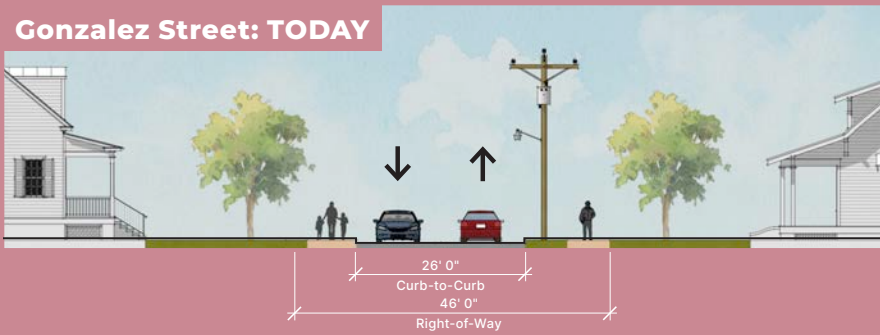 Gonzalez Street: TODAY
26' 0"
Curb-to-Curb
46' 0"
Right-of-Way